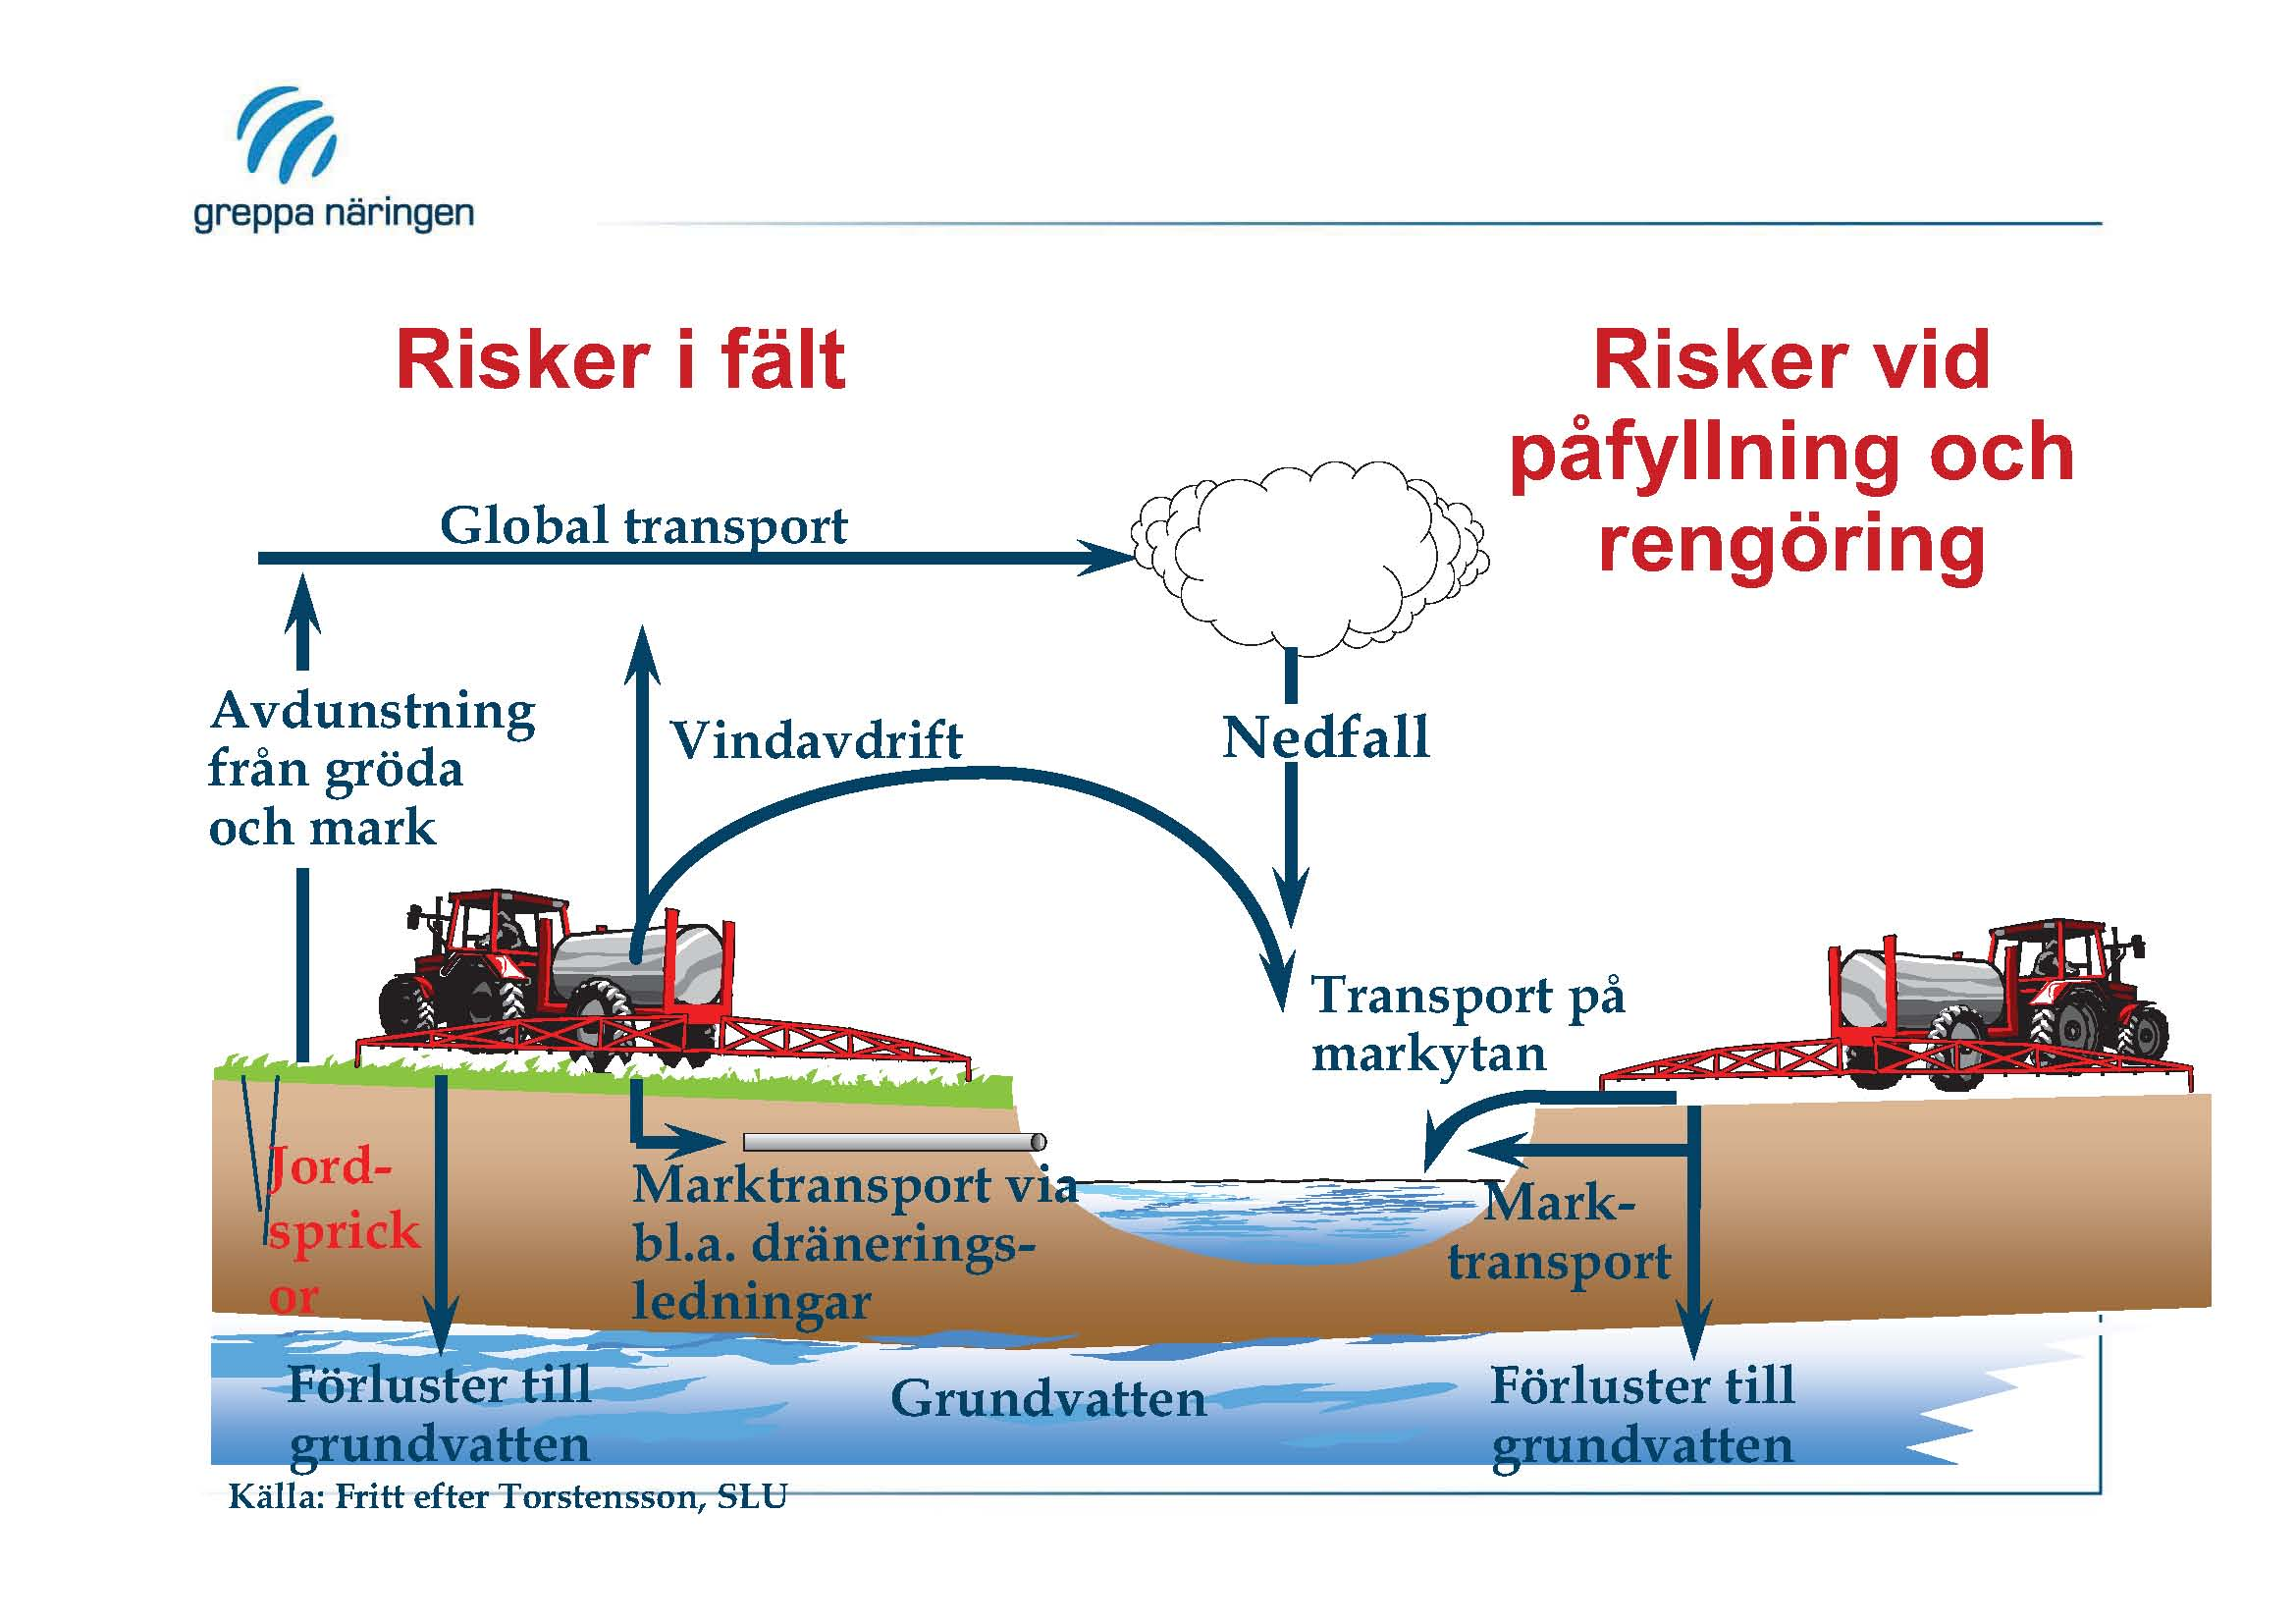 greppa näringen
Risker i fält
Risker vid
påfyllning och
rengöring
Global transport
Avdunstning
från gröda
och mark
Vindavdrift
Nedfall
Transport på
markytan
Jord-
sprick
or
Marktransport via
bl.a. dränerings-
ledningar
Mark-
transport
Förluster till
grundvatten
Grundvatten
Förluster till
grundvatten
Källa: Fritt efter Torstensson, SLU